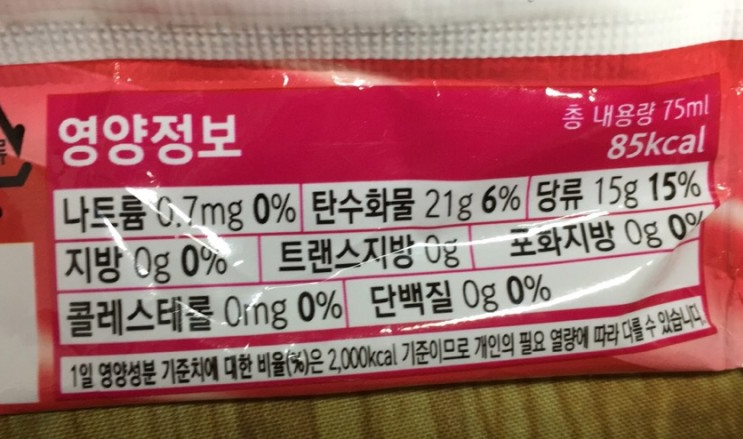 영양정보
총 내용량 75ml
85kcal
나트륨 0.7mg 0% 탄수화물 21g 6% 당류 15g 15%
지방 0g 0% 트랜스지방 0g 포화지방 0g 0%
콜레스테롤 0mg 0% 단백질 0g 0%
1일 영양성분 기준치에 대한 비율(%)은 2,000kcal 기준이므로 개인의 필요 열량에 따라 다를 수 있습니다.
류